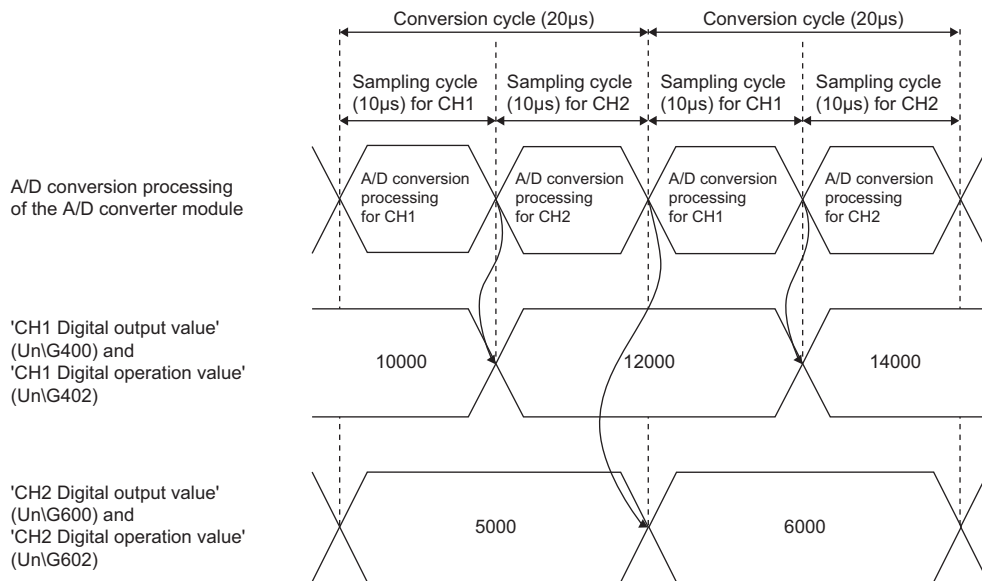 Conversion cycle (20µs)
Conversion cycle (20µs)
Sampling cycle
(10µs) for CH1
Sampling cycle
(10µs) for CH2
Sampling cycle
(10µs) for CH1
Sampling cycle
(10µs) for CH2
A/D conversion processing
of the A/D converter module
A/D conversion
processing
for CH1
A/D conversion
processing
for CH2
A/D conversion
processing
for CH1
A/D conversion
processing
for CH2
'CH1 Digital output value'
(Un\G400) and
'CH1 Digital operation value'
(Un\G402)
10000
12000
14000
'CH2 Digital output value'
(Un\G600) and
'CH2 Digital operation value'
(Un\G602)
5000
6000